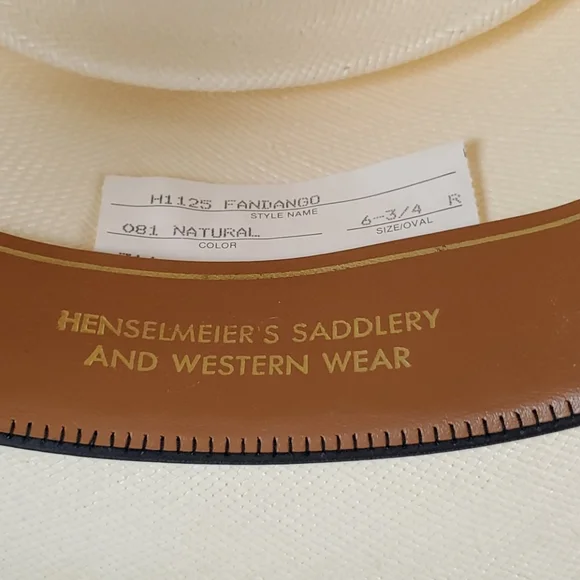 H1125 FANDANGO
STYLE NAME
081 NATURAL 6-3/4 R
COLOR SIZE/OVAL
HENSELMEIER'S SADDLERY
AND WESTERN WEAR